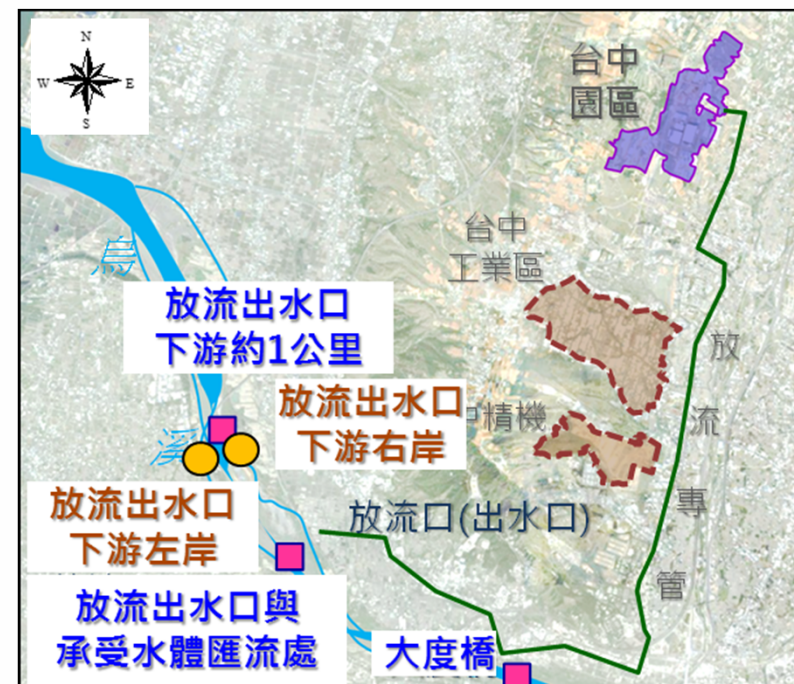 N
W E
S
台中
園區
台中
工業區
烏
溪
放流出水口
下游約1公里
放流出水口
下游右岸
中精機
放
流
專
管
放流出水口
下游左岸
放流口(出水口)
放流出水口與
承受水體匯流處
大度橋